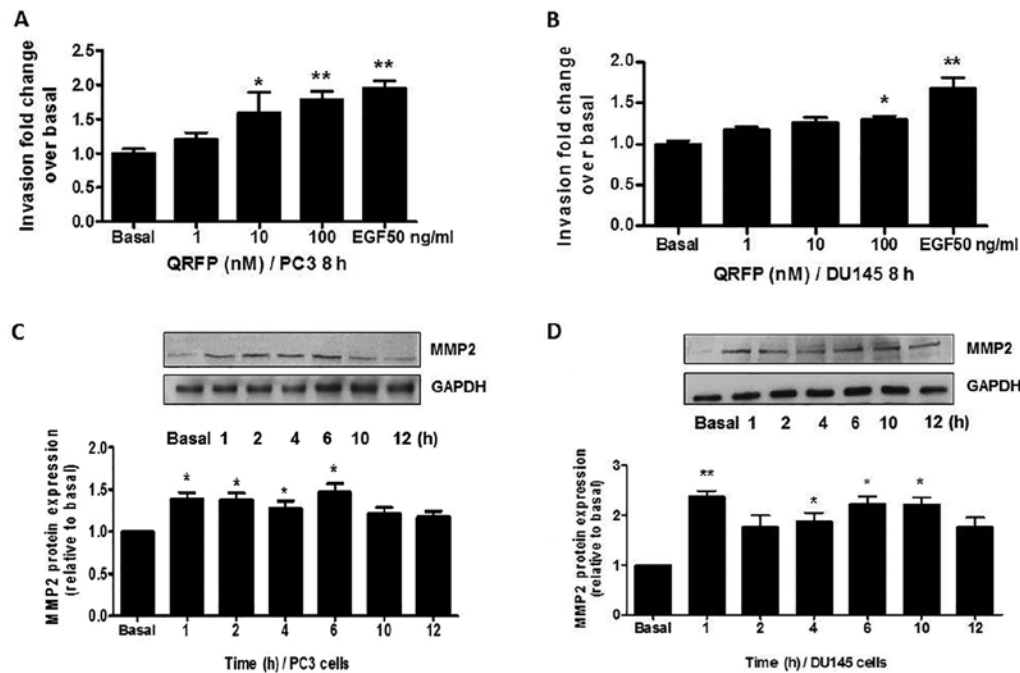 A
Invasion fold change
over basal
2.5
2.0
1.5
1.0
0.5
0.0
*
**
**
Basal
1
10
100
EGF50 ng/ml
QRFP (nM) / PC3 8 h
B
Invasion fold change
over basal
2.0
1.5
1.0
0.5
0.0
*
**
Basal
1
10
100
EGF50 ng/ml
QRFP (nM) / DU145 8 h
C
MMP2
GAPDH
Basal 1 2 4 6 10 12 (h)
MMP2 protein expression
(relative to basal)
2.0
1.5
1.0
0.5
0.0
*
*
*
*
Basal
1
2
4
6
10
12
Time (h) / PC3 cells
D
MMP2
GAPDH
Basal 1 2 4 6 10 12 (h)
MMP2 protein expression
(relative to basal)
3
2
1
0
**
*
*
*
Basal
1
2
4
6
10
12
Time (h) / DU145 cells